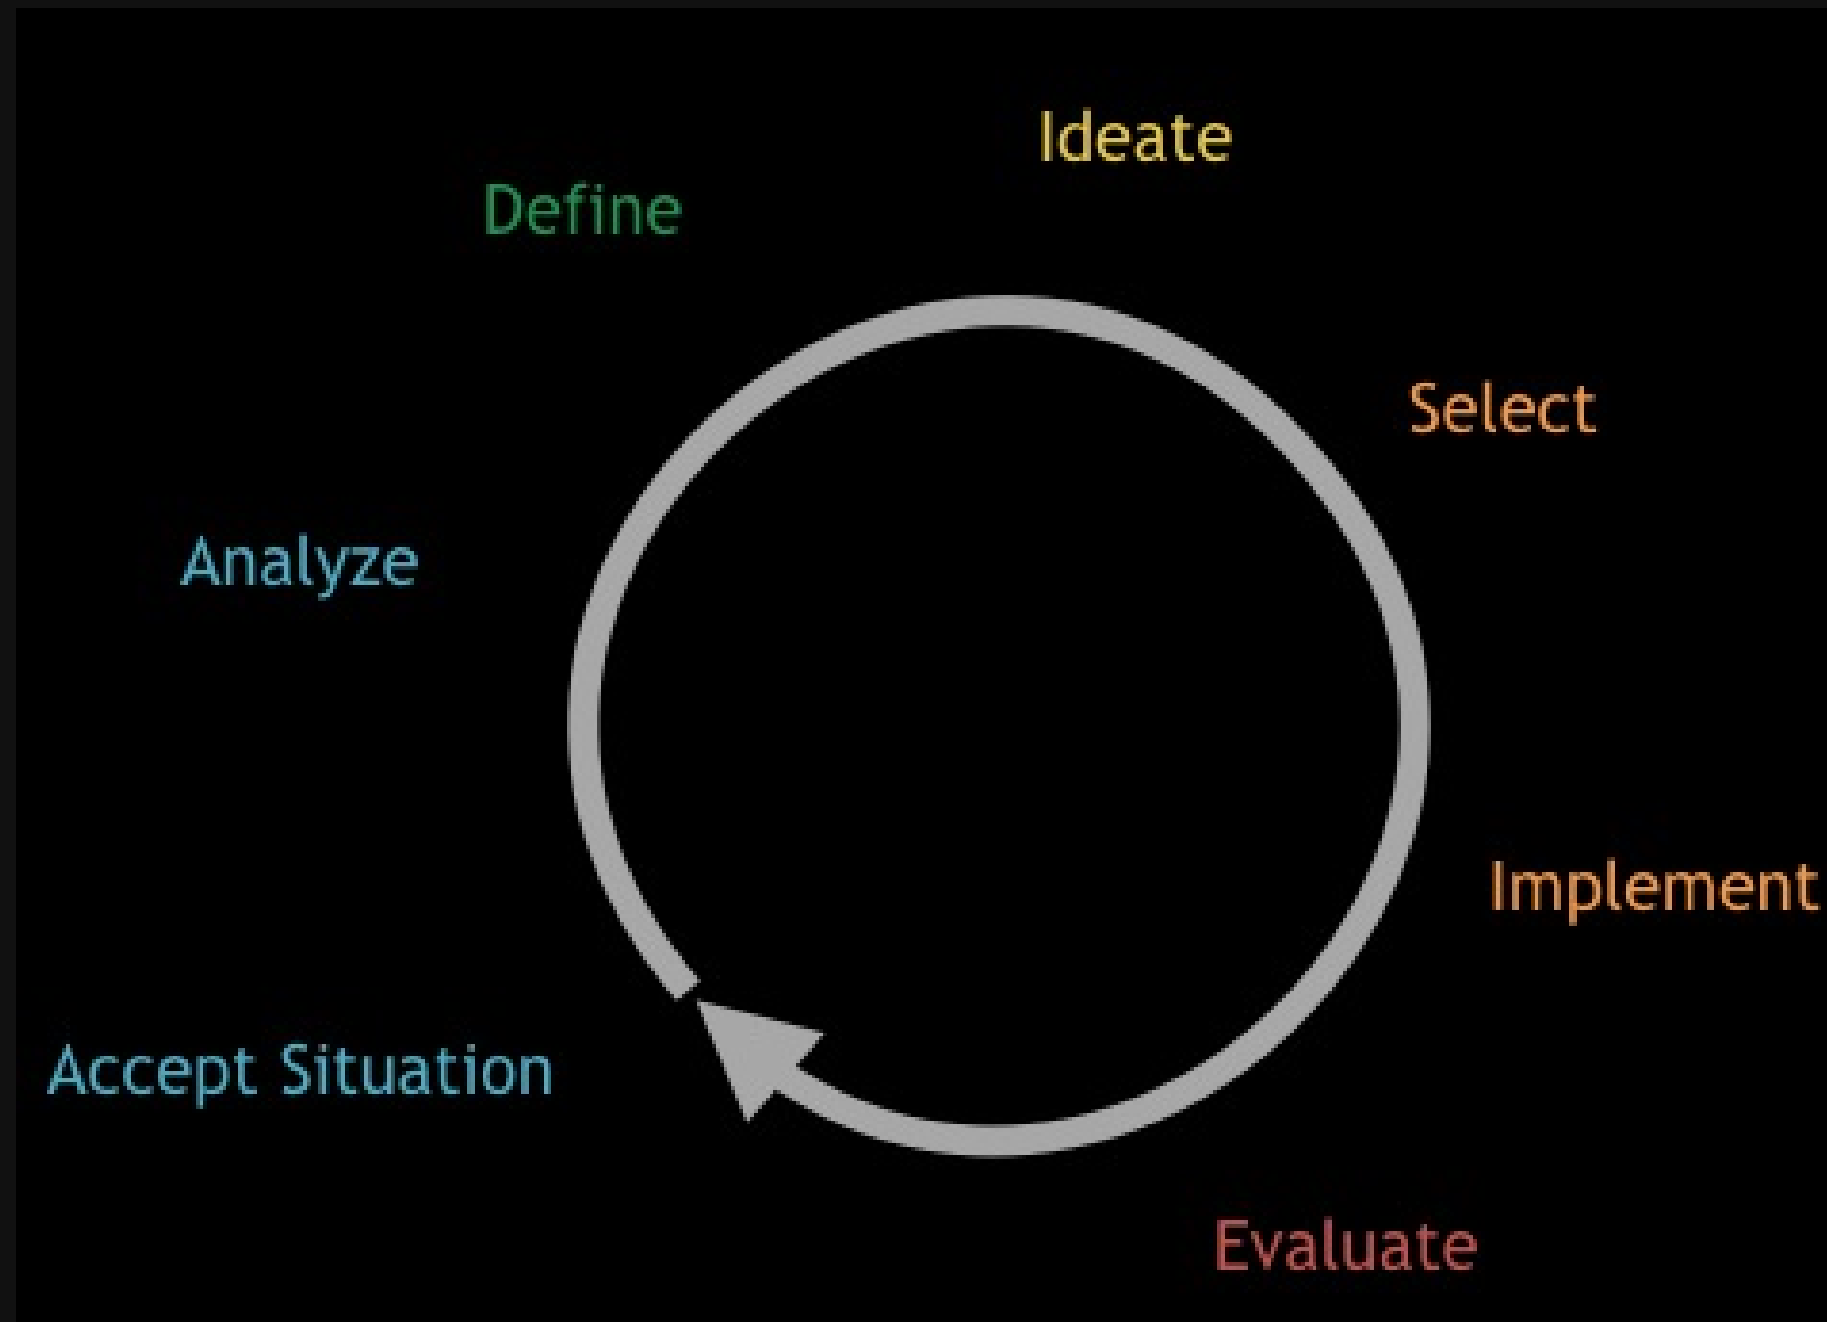 Ideate
Define
Select
Analyze
Implement
Accept Situation
Evaluate